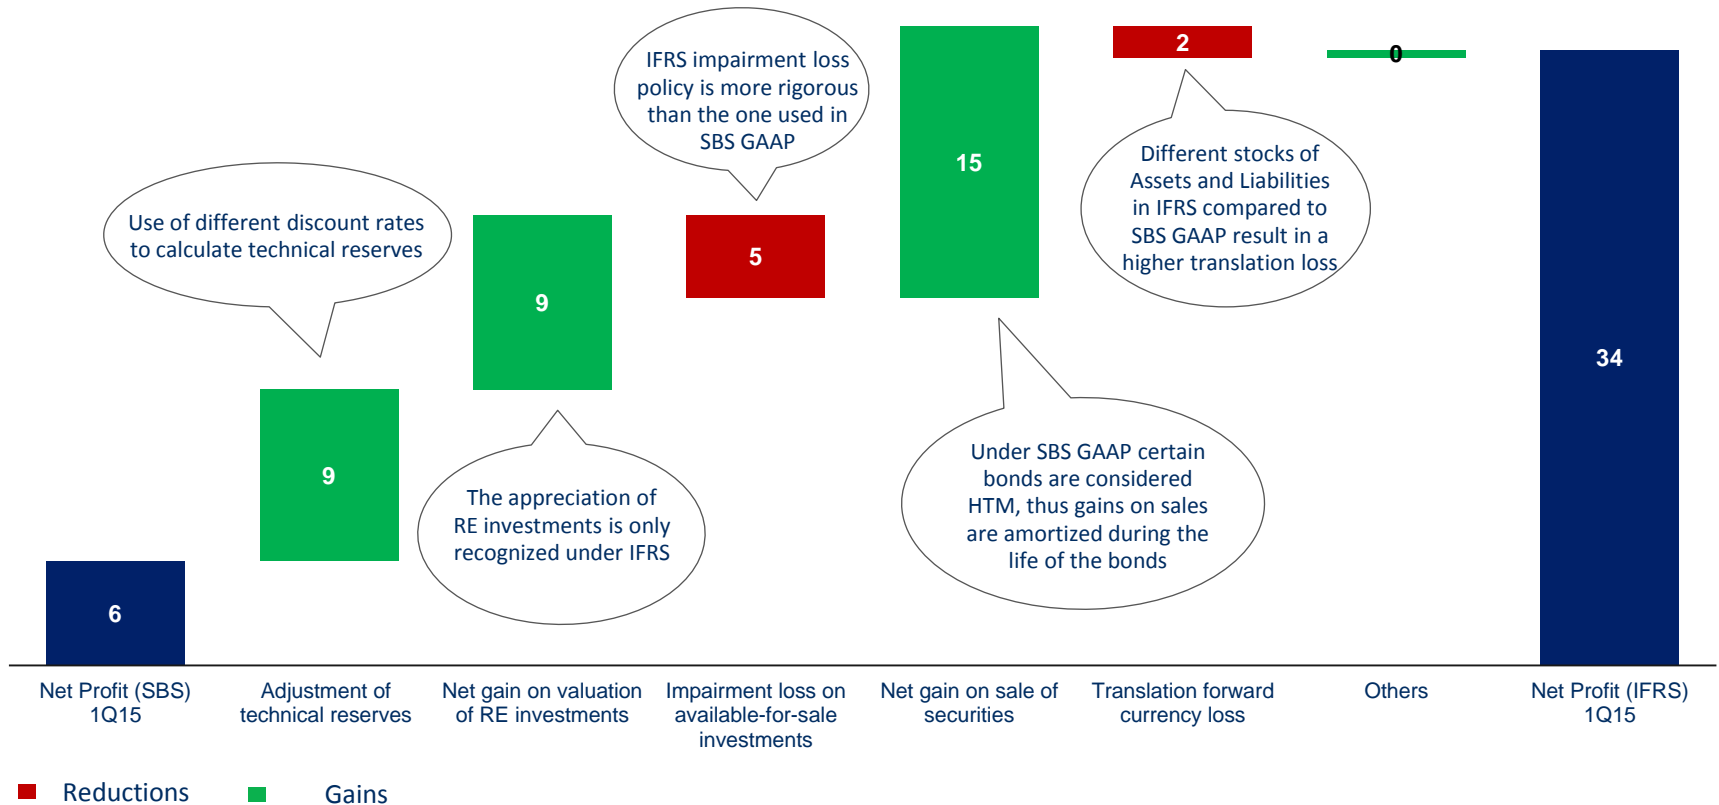 IFRS impairment loss
policy is more rigorous
than the one used in
SBS GAAP
Use of different discount rates
to calculate technical reserves
Different stocks of
Assets and Liabilities
in IFRS compared to
SBS GAAP result in a
higher translation loss
The appreciation of
RE investments is only
recognized under IFRS
Under SBS GAAP certain
bonds are considered
HTM, thus gains on sales
are amortized during the
life of the bonds
6
9
9
5
15
2
0
34
Net Profit (SBS)
1Q15
Adjustment of
technical reserves
Net gain on valuation
of RE investments
Impairment loss on
available-for-sale
investments
Net gain on sale of
securities
Translation forward
currency loss
Others
Net Profit (IFRS)
1Q15
Reductions
Gains